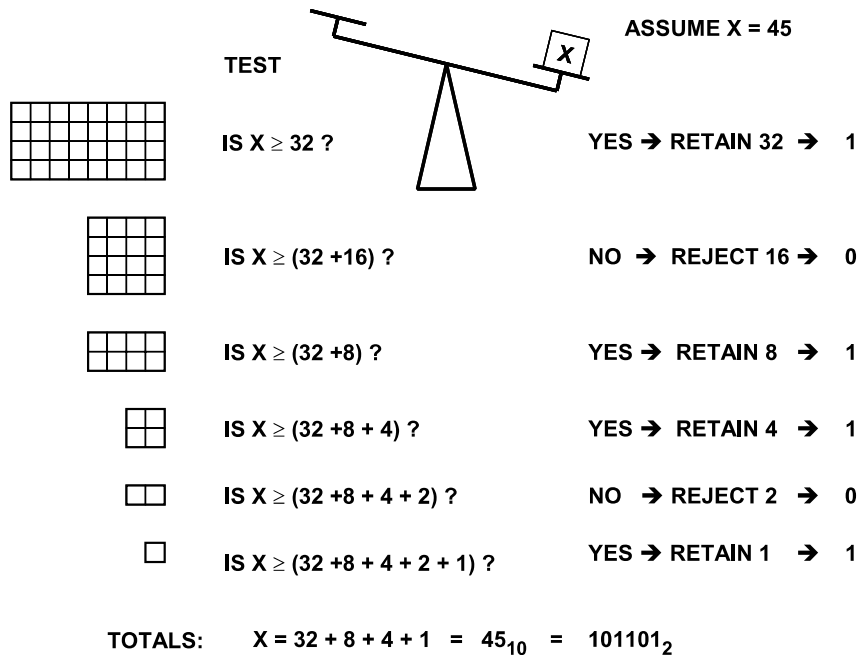 ASSUME X = 45
X
TEST
IS X ≥ 32 ? YES ➔ RETAIN 32 ➔ 1
IS X ≥ (32 +16) ? NO ➔ REJECT 16 ➔ 0
IS X ≥ (32 +8) ? YES ➔ RETAIN 8 ➔ 1
IS X ≥ (32 +8 + 4) ? YES ➔ RETAIN 4 ➔ 1
IS X ≥ (32 +8 + 4 + 2) ? NO ➔ REJECT 2 ➔ 0
IS X ≥ (32 +8 + 4 + 2 + 1) ? YES ➔ RETAIN 1 ➔ 1
TOTALS: X = 32 + 8 + 4 + 1 = 45₁₀ = 101101₂